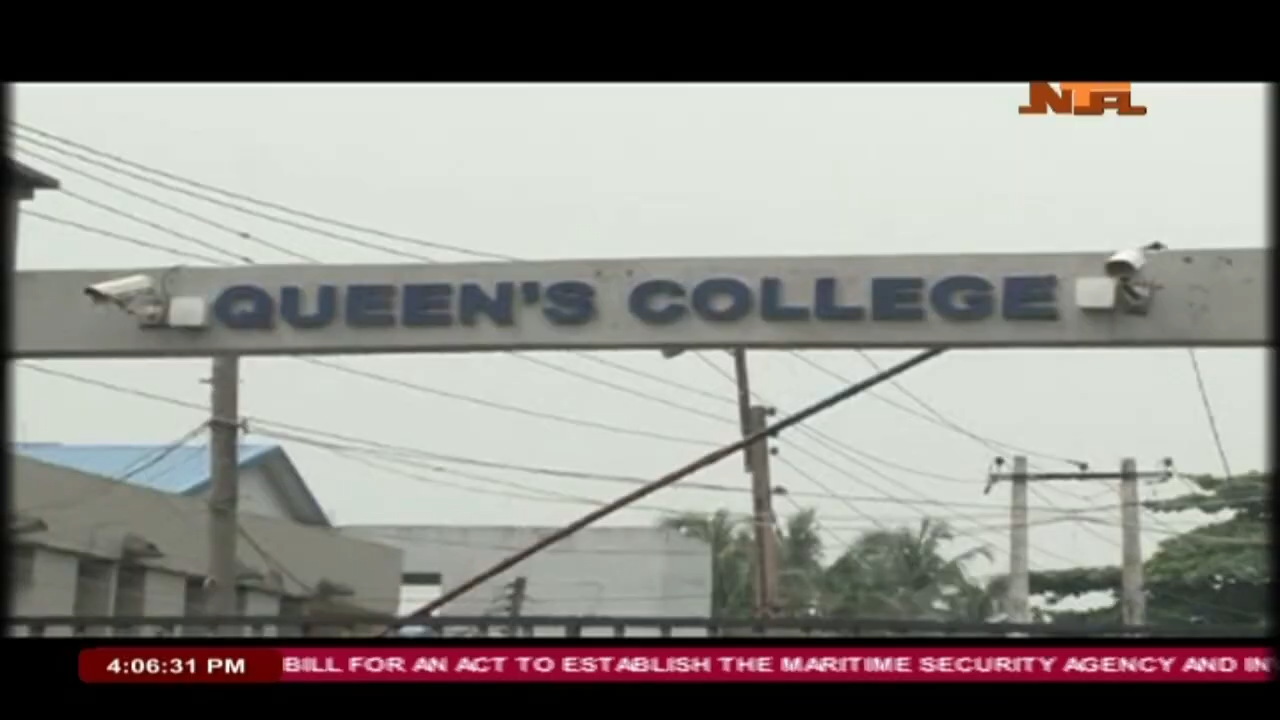 NTA
QUEEN'S COLLEGE
4:06:31 PM
BILL FOR AN ACT TO ESTABLISH THE MARITIME SECURITY AGENCY AND